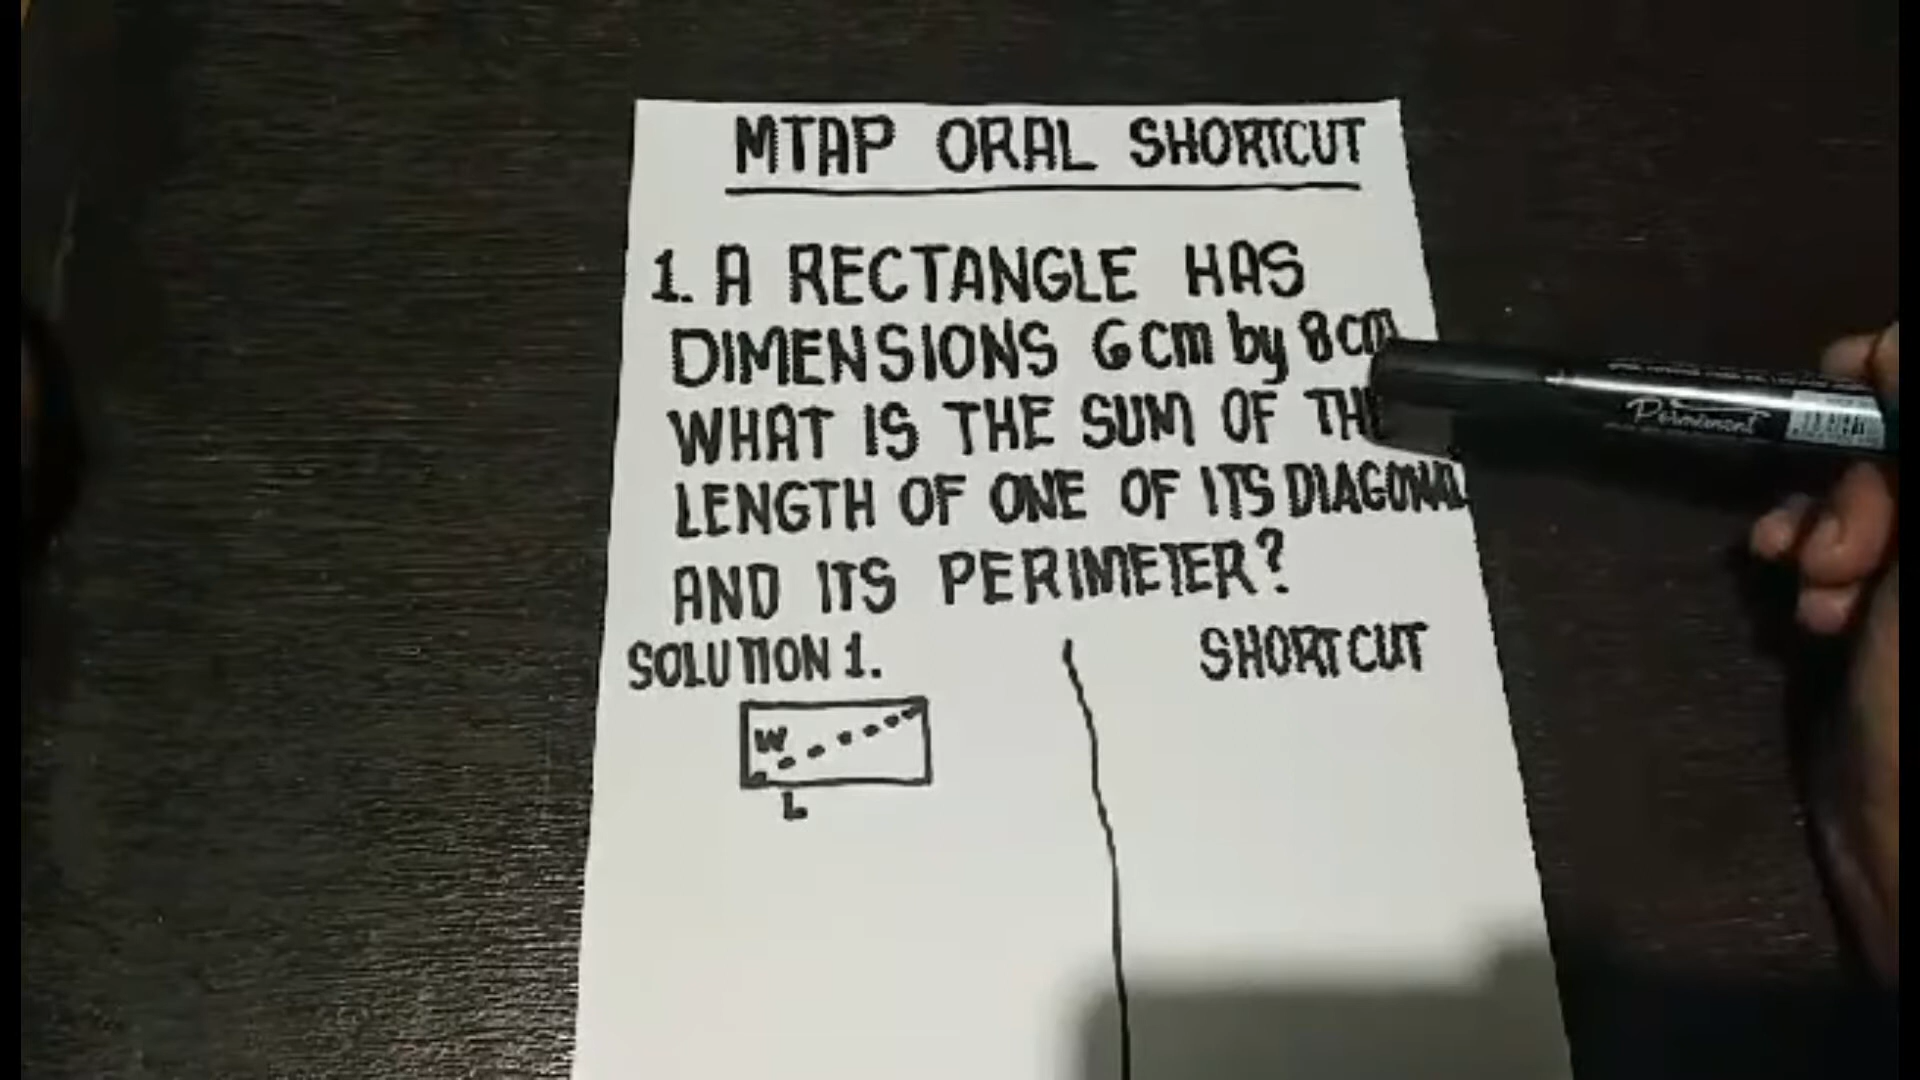 MTAP ORAL SHORTCUT
1. A RECTANGLE HAS
DIMENSIONS 6cm by 8cm
WHAT IS THE SUM OF THE
LENGTH OF ONE OF ITS DIAGONAL
AND ITS PERIMETER?
SOLUTION 1.
SHORTCUT
W
L
Permanent